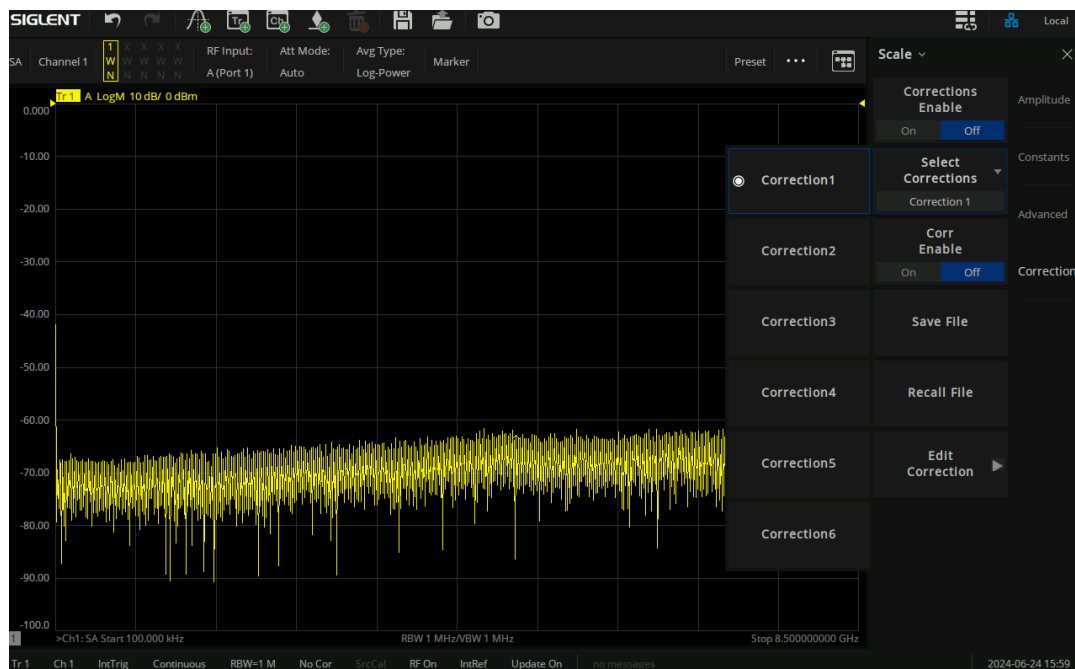 SIGLENT
Tr
Ch
Local
SA
Channel 1
1 X X X X
W W W W W
N N N N N
RF Input:
A (Port 1)
Att Mode:
Auto
Avg Type:
Log-Power
Marker
Preset
•••
Scale
Corrections
Enable
On Off
Select
Corrections
Correction 1
Corr
Enable
On Off
Save File
Recall File
Edit
Correction
Amplitude
Constants
Advanced
Correction
Correction1
Correction2
Correction3
Correction4
Correction5
Correction6
Tr 1 A LogM 10 dB/ 0 dBm
0.000
-10.00
-20.00
-30.00
-40.00
-50.00
-60.00
-70.00
-80.00
-90.00
-100.0
1 >Ch1: SA Start 100.000 kHz RBW 1 MHz/VBW 1 MHz Stop 8.500000000 GHz
Tr 1 Ch 1 IntTrig Continuous RBW=1 M No Cor SrcCal RF On IntRef Update On no messages 2024-06-24 15:59